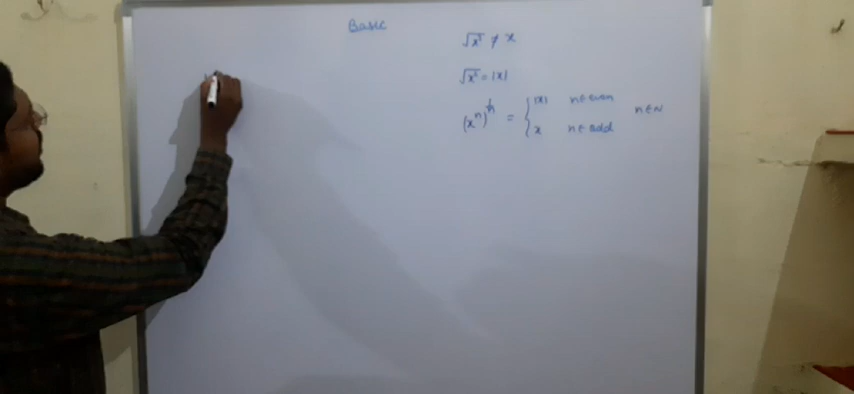 Basic
√x² ≠ x
√x² = |x|
(xⁿ)^(1/n) = { |x| n ∈ even
x n ∈ odd
n ∈ N